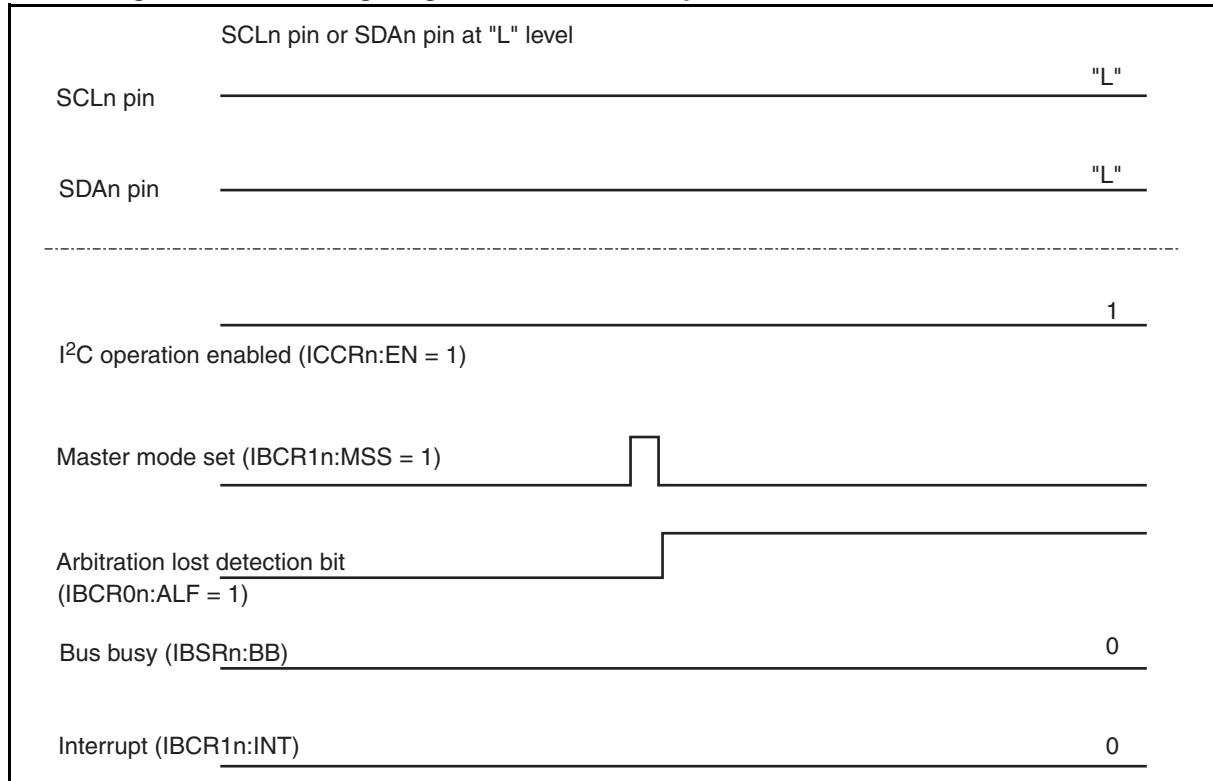 SCLn pin or SDAn pin at "L" level
"L"
SCLn pin
"L"
SDAn pin
1
I²C operation enabled (ICCRn:EN = 1)
Master mode set (IBCR1n:MSS = 1)
Arbitration lost detection bit
(IBCR0n:ALF = 1)
Bus busy (IBSRn:BB)
0
Interrupt (IBCR1n:INT)
0